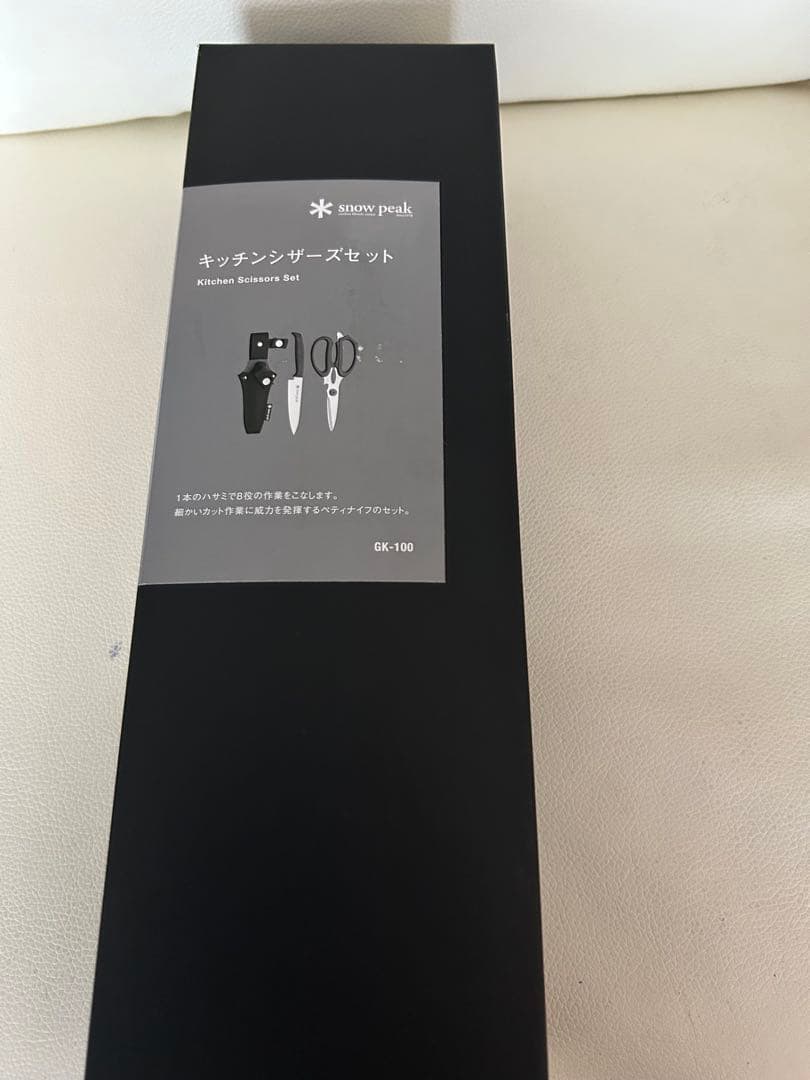 snow peak
キッチンシザーズセット
Kitchen Scissors Set
1本のハサミで8役の作業をこなします。
細かいカット作業に威力を発揮するペティナイフのセット。
GK-100